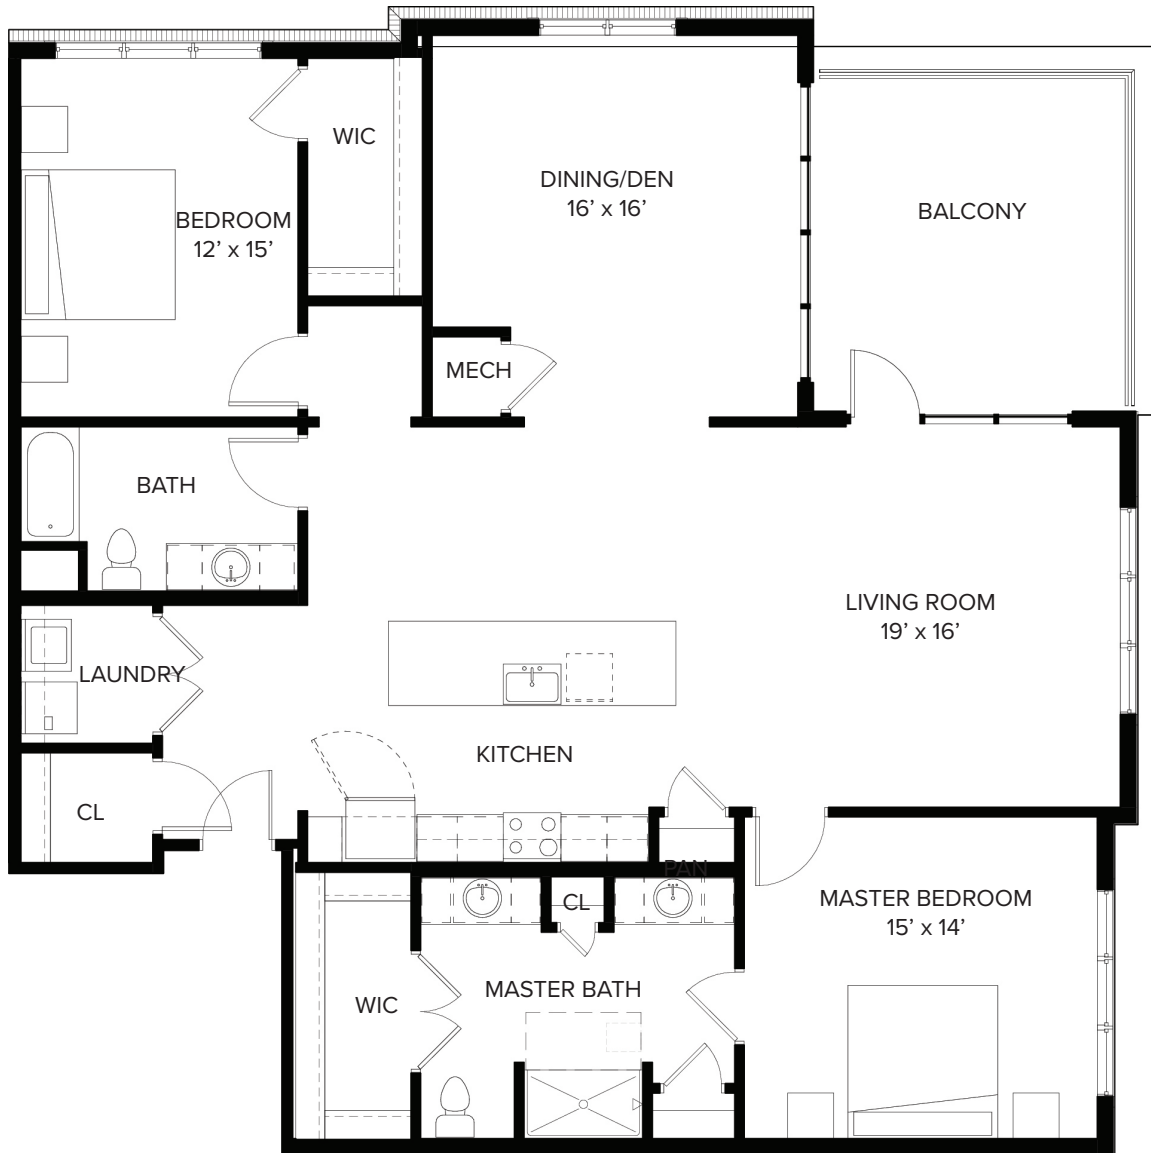 WIC
DINING/DEN
16’ x 16’
BALCONY
BEDROOM
12’ x 15’
MECH
BATH
LIVING ROOM
19’ x 16’
LAUNDRY
KITCHEN
CL
PAN
MASTER BEDROOM
15’ x 14’
CL
MASTER BATH
WIC